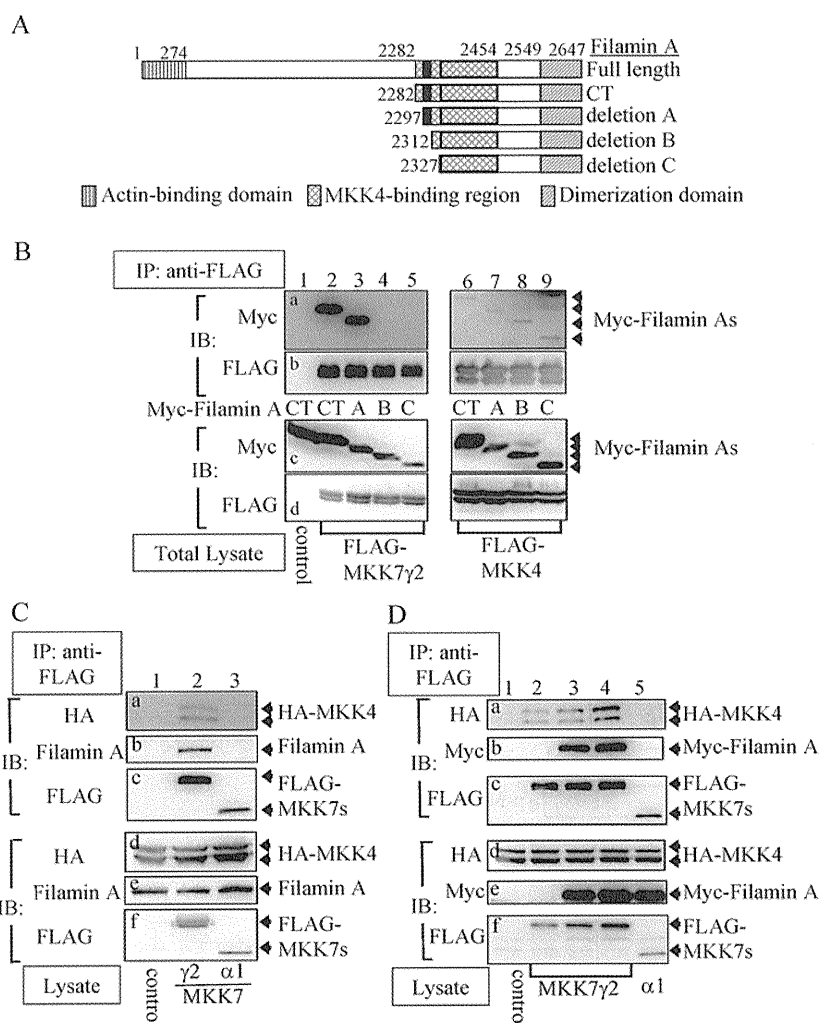 A
1 274 2282 2454 2549 2647 Filamin A
Full length
2282 CT
2297 deletion A
2312 deletion B
2327 deletion C
Actin-binding domain MKK4-binding region Dimerization domain
B
IP: anti-FLAG
1 2 3 4 5 6 7 8 9
a
Myc Myc-Filamin As
IB:
FLAG b
Myc-Filamin A CT CT A B C CT A B C
Myc c Myc-Filamin As
IB:
FLAG d
Total Lysate control FLAG-MKK7γ2 FLAG-MKK4
C
IP: anti-FLAG
1 2 3
a
HA HA-MKK4
Filamin A b Filamin A
IB:
FLAG c FLAG-MKK7s
HA d HA-MKK4
Filamin A e Filamin A
IB:
FLAG f FLAG-MKK7s
Lysate contro γ2 α1
MKK7
D
IP: anti-FLAG
1 2 3 4 5
a
HA HA-MKK4
Myc b Myc-Filamin A
IB:
FLAG c FLAG-MKK7s
HA d HA-MKK4
Myc e Myc-Filamin A
IB:
FLAG f FLAG-MKK7s
Lysate control MKK7γ2 α1